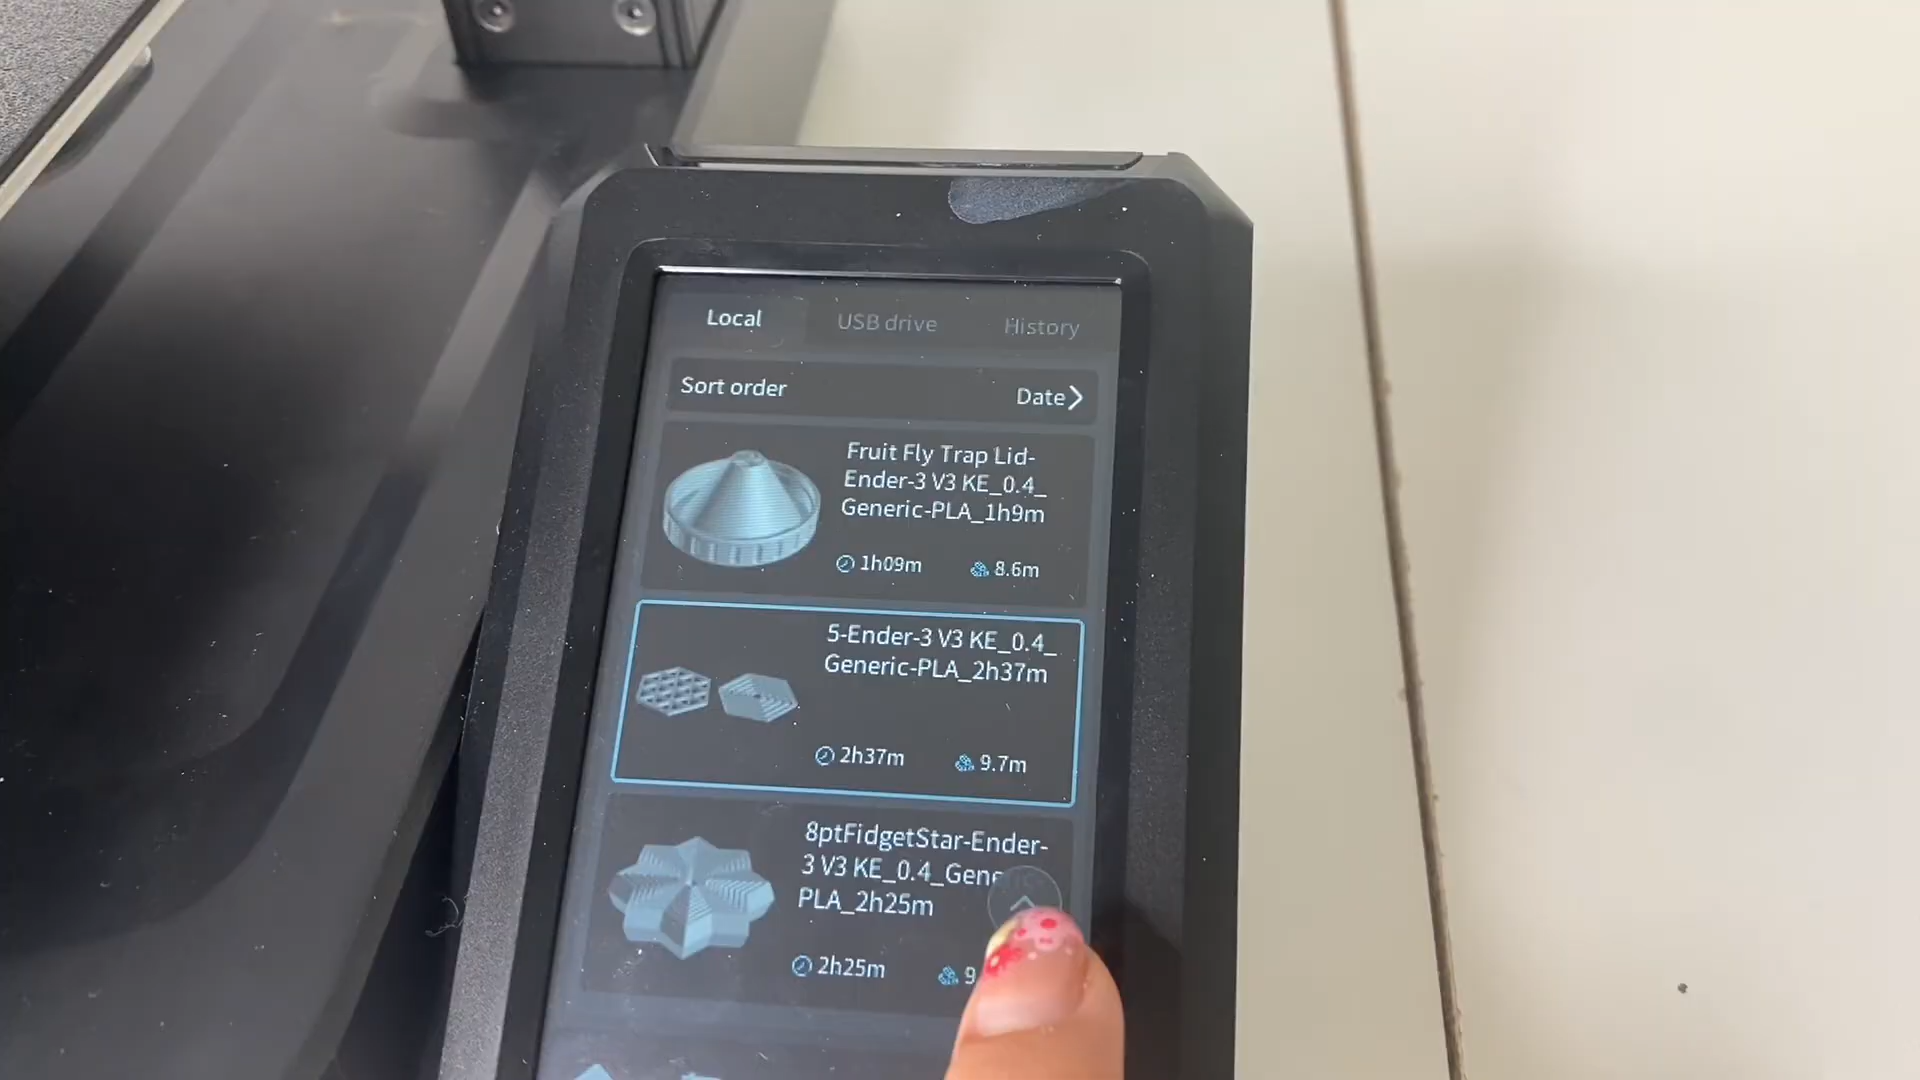 Local USB drive History
Sort order Date
Fruit Fly Trap Lid-
Ender-3 V3 KE_0.4_
Generic-PLA_1h9m
1h09m 8.6m
5-Ender-3 V3 KE_0.4_
Generic-PLA_2h37m
2h37m 9.7m
8ptFidgetStar-Ender-
3 V3 KE_0.4_Gene
PLA_2h25m
2h25m 9